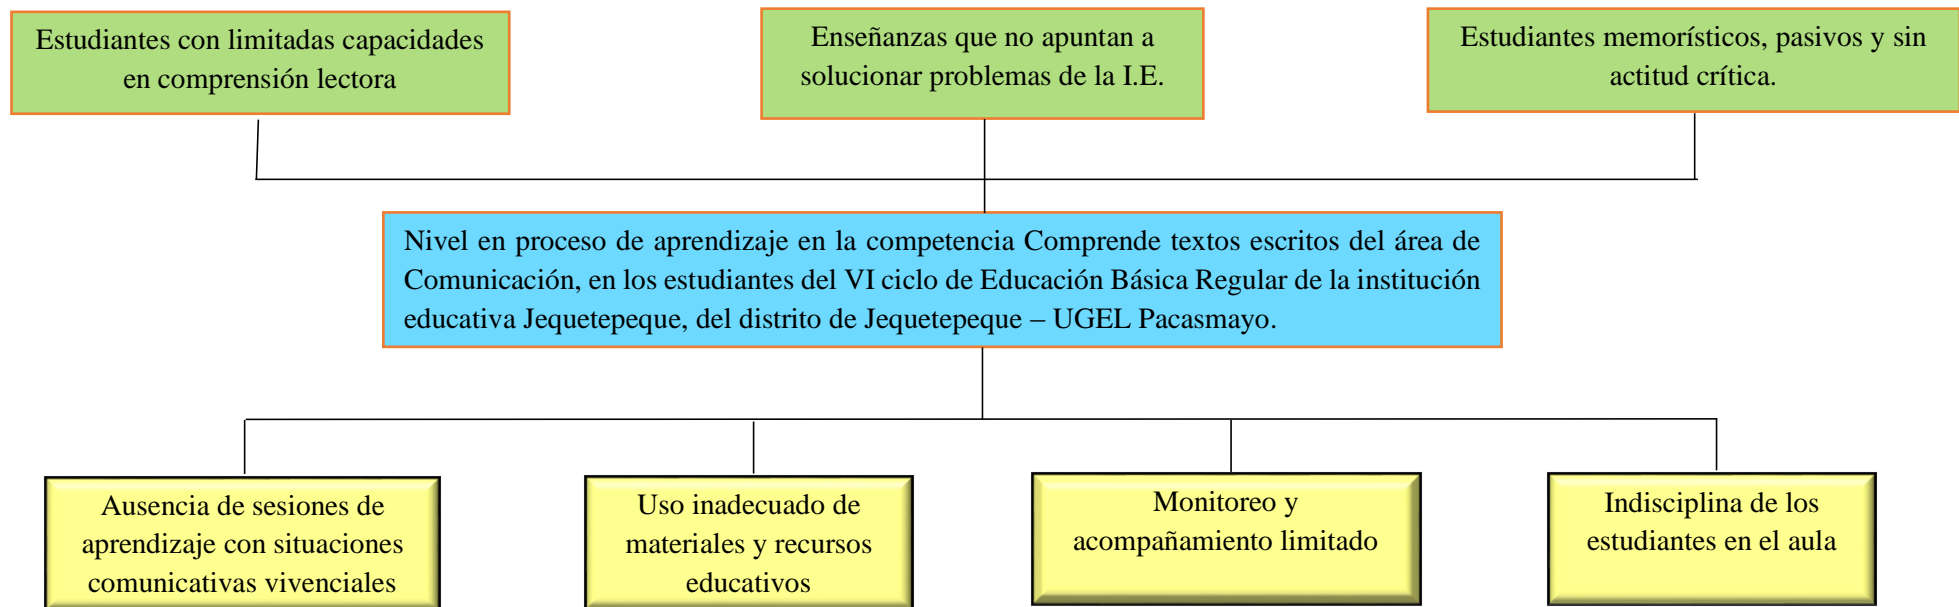 Estudiantes con limitadas capacidades
en comprensión lectora
Enseñanzas que no apuntan a
solucionar problemas de la I.E.
Estudiantes memorísticos, pasivos y sin
actitud crítica.
Nivel en proceso de aprendizaje en la competencia Comprende textos escritos del área de
Comunicación, en los estudiantes del VI ciclo de Educación Básica Regular de la institución
educativa Jequetepeque, del distrito de Jequetepeque – UGEL Pacasmayo.
Ausencia de sesiones de
aprendizaje con situaciones
comunicativas vivenciales
Uso inadecuado de
materiales y recursos
educativos
Monitoreo y
acompañamiento limitado
Indisciplina de los
estudiantes en el aula